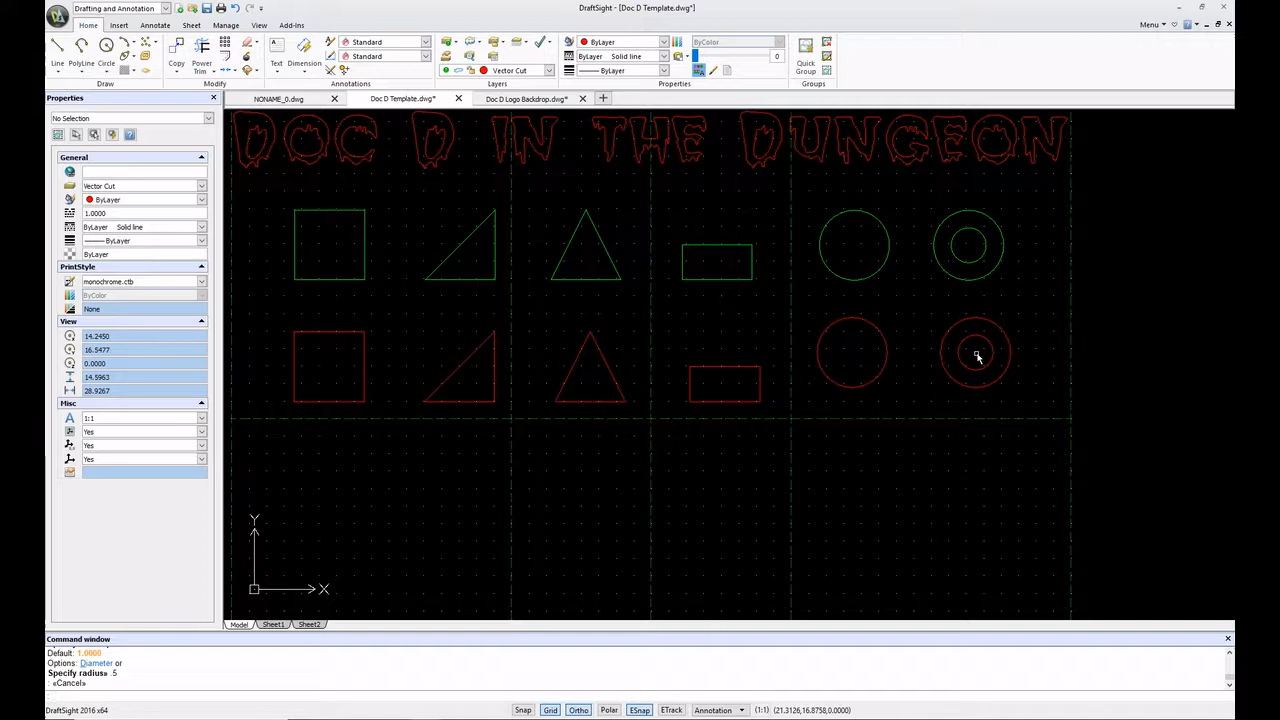 Drafting and Annotation
DraftSight - [Doc D Template.dwg*]
Home Insert Annotate Sheet Manage View Add-Ins
Menu
Line PolyLine Circle
Copy Power Trim
Text Dimension
Standard
Standard
Vector Cut
ByLayer
ByLayer Solid line
ByLayer
ByColor
0
Quick Group
Draw Modify Annotations Layers Properties Groups
Properties
NONAME_0.dwg Doc D Template.dwg* Doc D Logo Backdrop.dwg*
No Selection
General
Vector Cut
ByLayer
1.0000
ByLayer Solid line
ByLayer
ByLayer
PrintStyle
monochrome.ctb
ByColor
None
View
14.2450
16.5477
0.0000
14.5963
28.9267
Misc
1:1
Yes
Yes
Yes
DOC D IN THE DUNGEON
Y
X
Model Sheet1 Sheet2
Command window
Default: 1.0000
Options: Diameter or
Specify radius» .5
: «Cancel»
:
DraftSight 2016 x64
Snap Grid Ortho Polar ESnap ETrack Annotation (1:1) (21.3126,16.8758,0.0000)